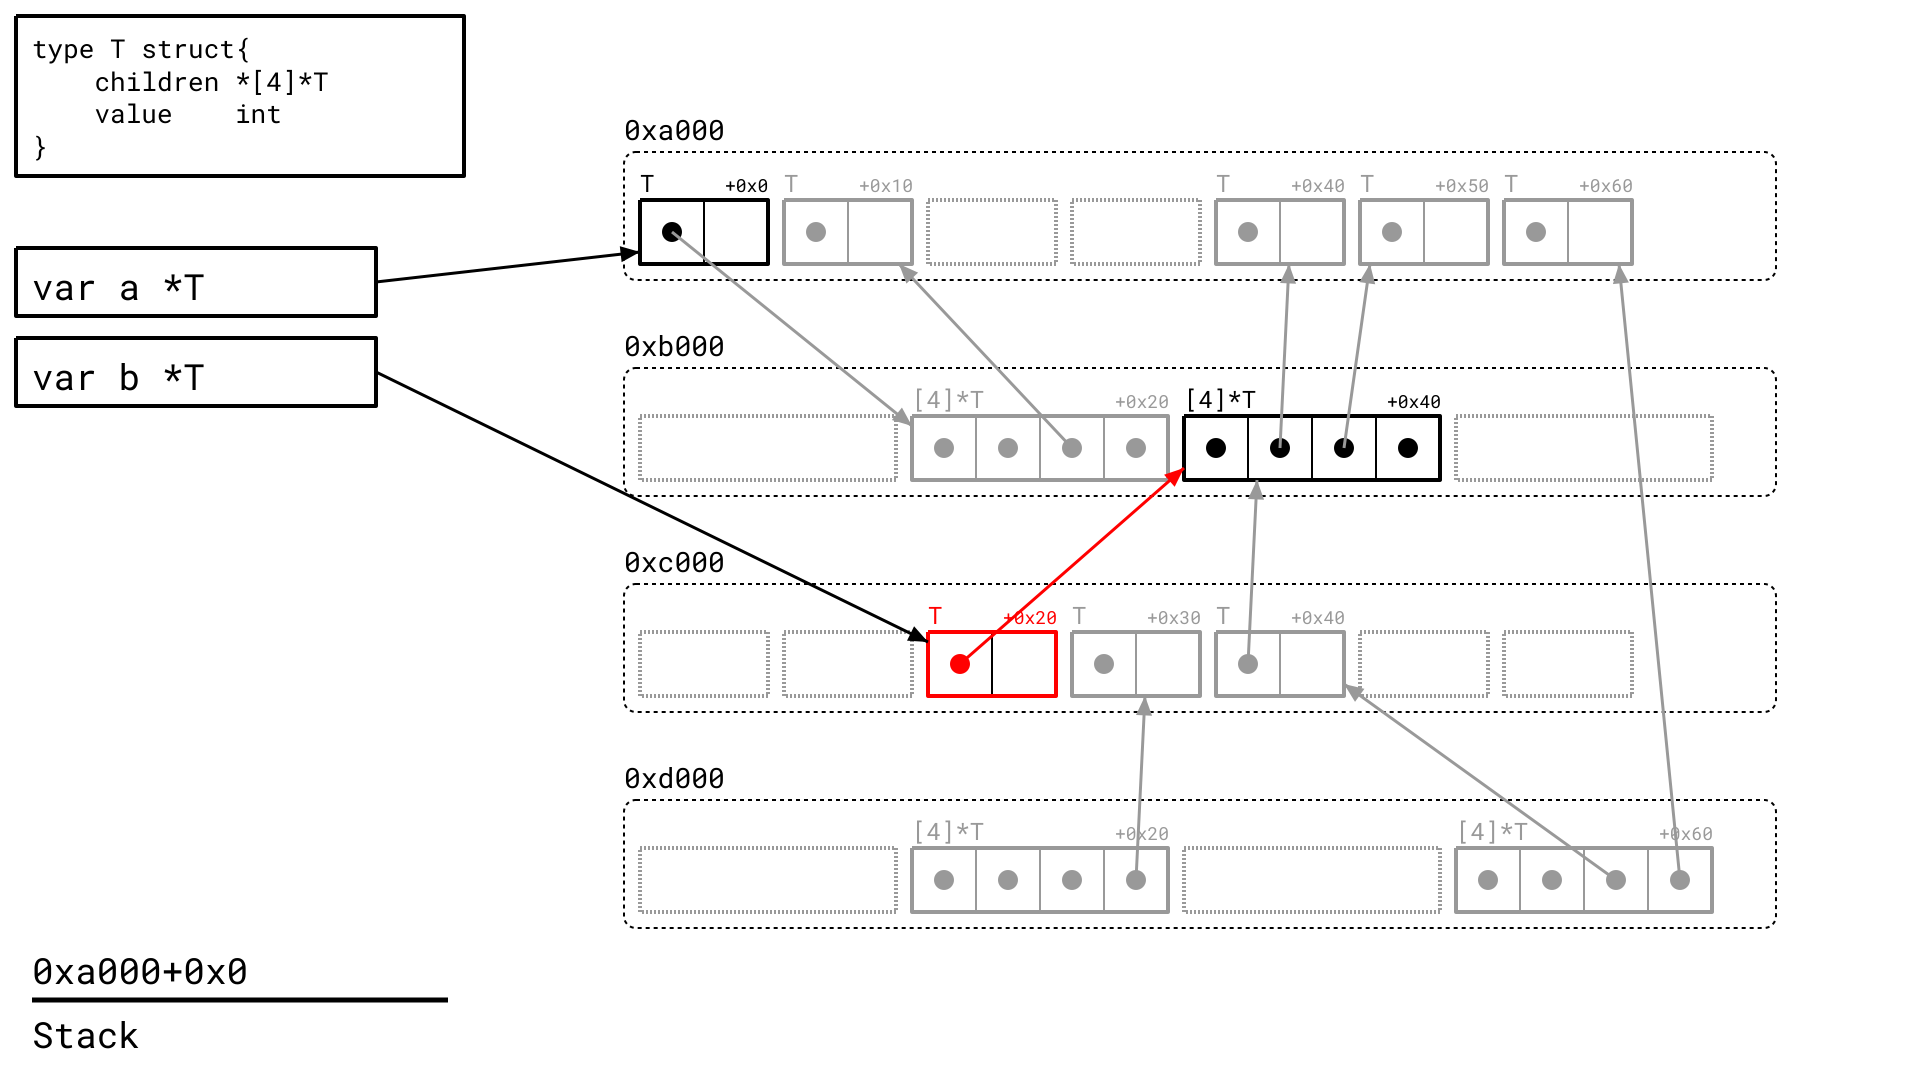 type T struct{
    children *[4]*T
    value    int
}
var a *T
var b *T
0xa000
T +0x0 T +0x10 T +0x40 T +0x50 T +0x60
0xb000
[4]*T +0x20 [4]*T +0x40
0xc000
T +0x20 T +0x30 T +0x40
0xd000
[4]*T +0x20 [4]*T +0x60
0xa000+0x0
Stack